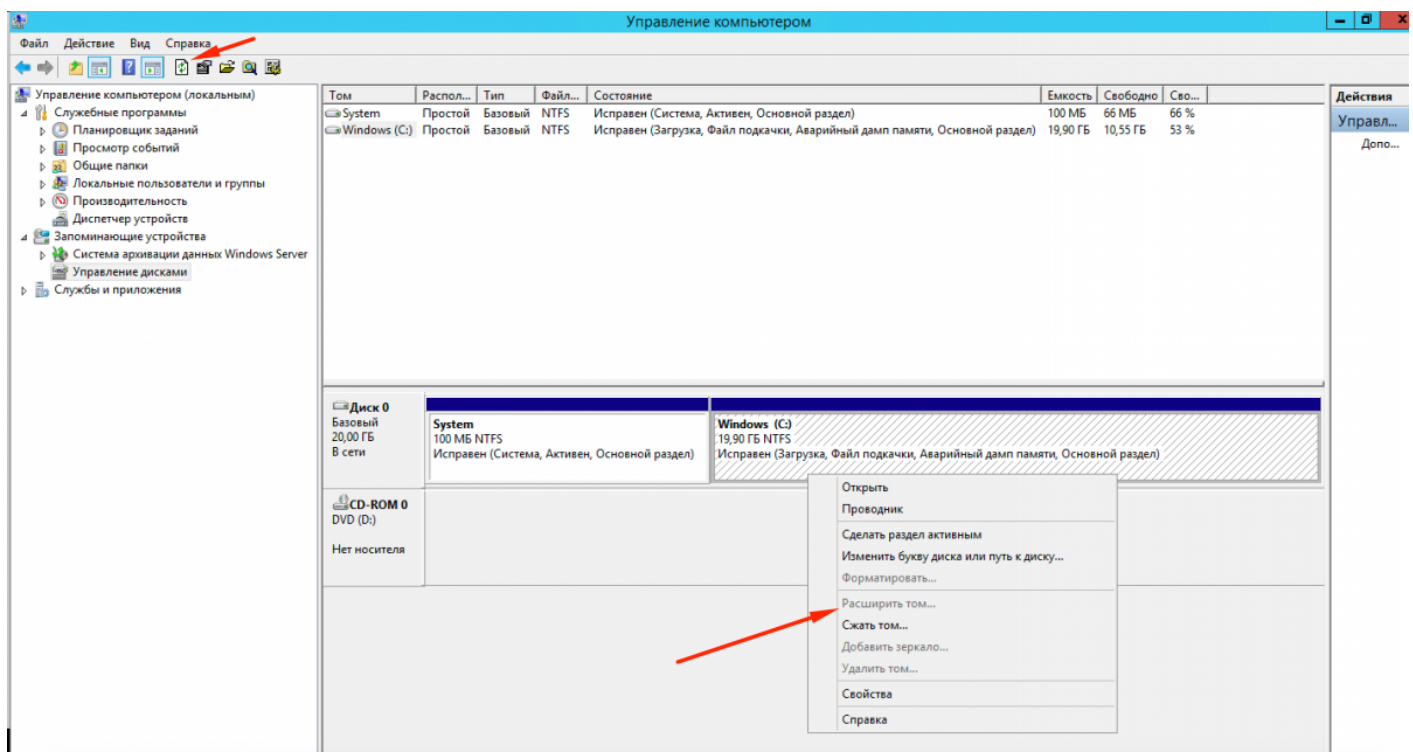 Управление компьютером
Файл Действие Вид Справка
Управление компьютером (локальным)
Служебные программы
Планировщик заданий
Просмотр событий
Общие папки
Локальные пользователи и группы
Производительность
Диспетчер устройств
Запоминающие устройства
Система архивации данных Windows Server
Управление дисками
Службы и приложения
Том Распол... Тип Файл... Состояние Емкость Свободно Сво...
System Простой Базовый NTFS Исправен (Система, Активен, Основной раздел) 100 МБ 66 МБ 66 %
Windows (C:) Простой Базовый NTFS Исправен (Загрузка, Файл подкачки, Аварийный дамп памяти, Основной раздел) 19,90 ГБ 10,55 ГБ 53 %
Действия
Управл...
Допо...
Диск 0
Базовый
20,00 ГБ
В сети
System
100 МБ NTFS
Исправен (Система, Активен, Основной раздел)
Windows (C:)
19,90 ГБ NTFS
Исправен (Загрузка, Файл подкачки, Аварийный дамп памяти, Основной раздел)
CD-ROM 0
DVD (D:)
Нет носителя
Открыть
Проводник
Сделать раздел активным
Изменить букву диска или путь к диску...
Форматировать...
Расширить том...
Сжать том...
Добавить зеркало...
Удалить том...
Свойства
Справка